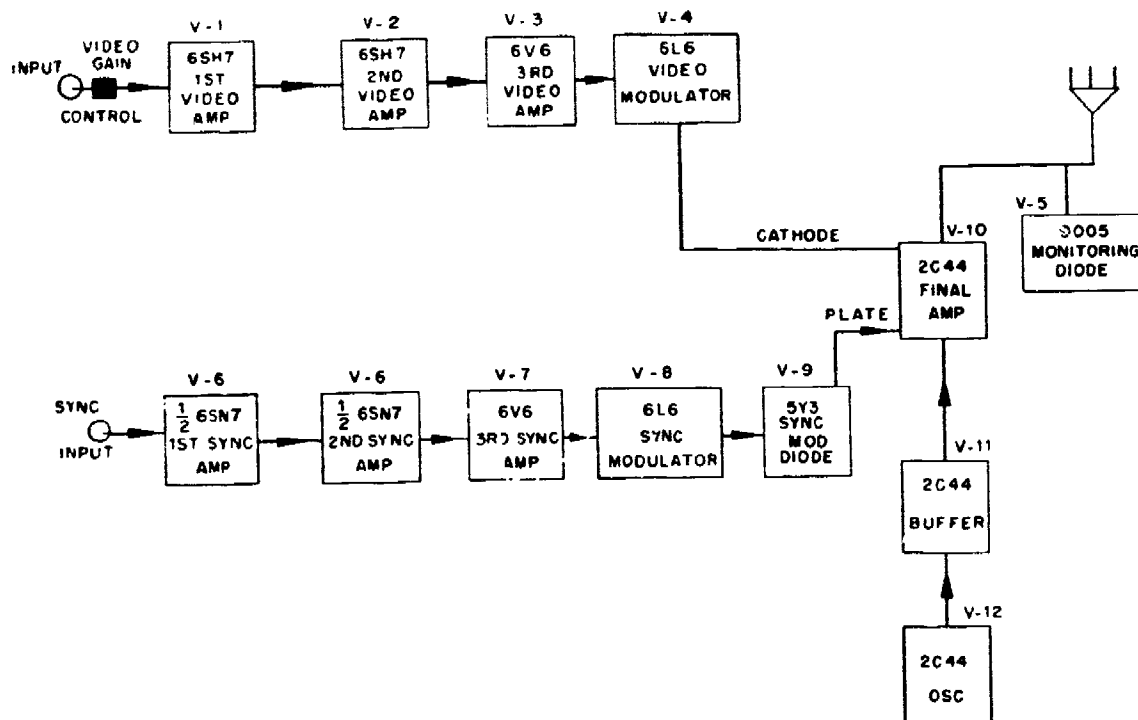 INPUT
VIDEO
GAIN
CONTROL
V-1
6SH7
1ST
VIDEO
AMP
V-2
6SH7
2ND
VIDEO
AMP
V-3
6V6
3RD
VIDEO
AMP
V-4
6L6
VIDEO
MODULATOR
CATHODE
V-10
2C44
FINAL
AMP
V-5
9005
MONITORING
DIODE
PLATE
SYNC
INPUT
V-6
1/2 6SN7
1ST SYNC
AMP
V-6
1/2 6SN7
2ND SYNC
AMP
V-7
6V6
3RD SYNC
AMP
V-8
6L6
SYNC
MODULATOR
V-9
5Y3
SYNC
MOD
DIODE
V-11
2C44
BUFFER
V-12
2C44
OSC